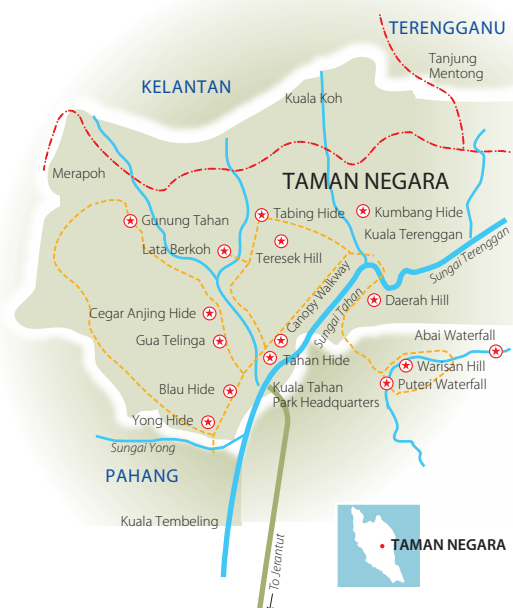 TERENGGANU
Tanjung
Mentong
KELANTAN
Kuala Koh
Merapoh
TAMAN NEGARA
Gunung Tahan
Tabing Hide
Kumbang Hide
Kuala Terenggan
Lata Berkoh
Teresek Hill
Sungai Terenggan
Canopy Walkway
Sungai Tahan
Daerah Hill
Cegar Anjing Hide
Gua Telinga
Abai Waterfall
Tahan Hide
Warisan Hill
Puteri Waterfall
Blau Hide
Kuala Tahan
Park Headquarters
Yong Hide
Sungai Yong
PAHANG
Kuala Tembeling
To Jerantut
TAMAN NEGARA